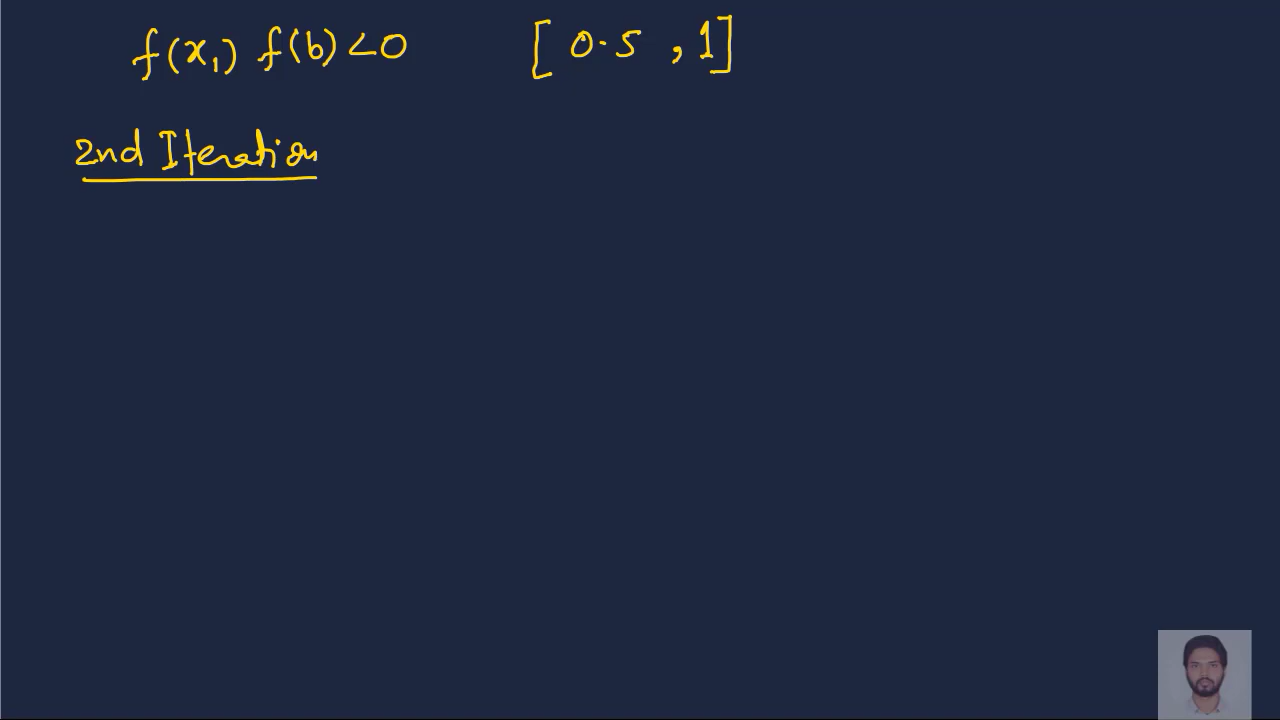 f(x₁) f(b) <0 [0.5 , 1]
2nd Iteration